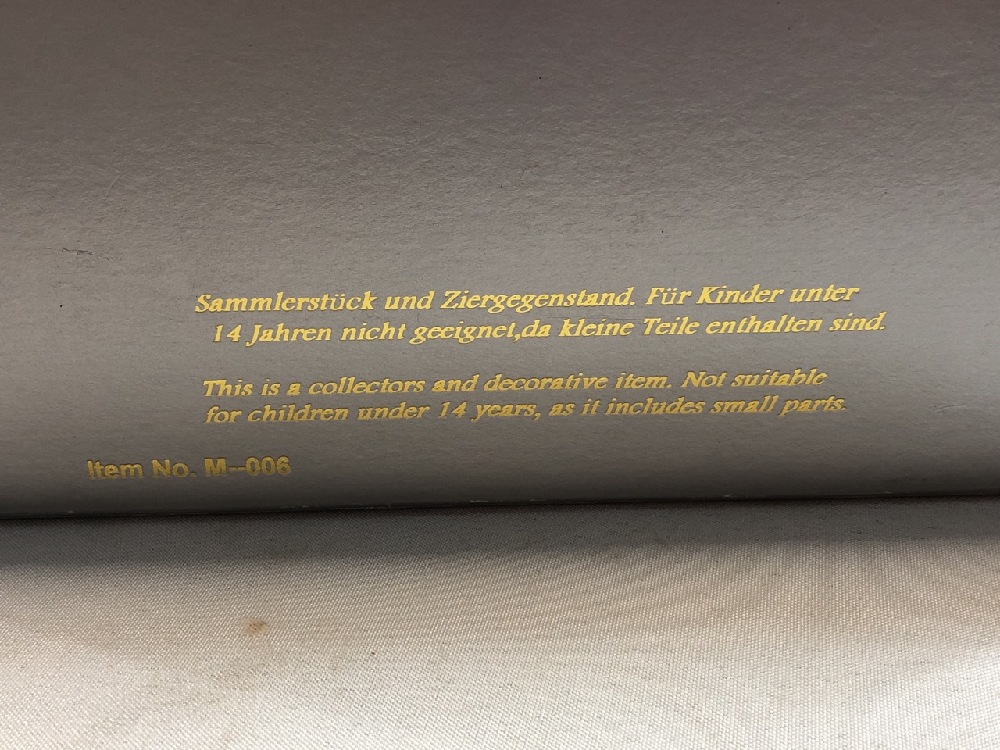 Sammlerstück und Ziergegenstand. Für Kinder unter
14 Jahren nicht geeignet,da kleine Teile enthalten sind.
This is a collectors and decorative item. Not suitable
for children under 14 years, as it includes small parts.
Item No. M--006